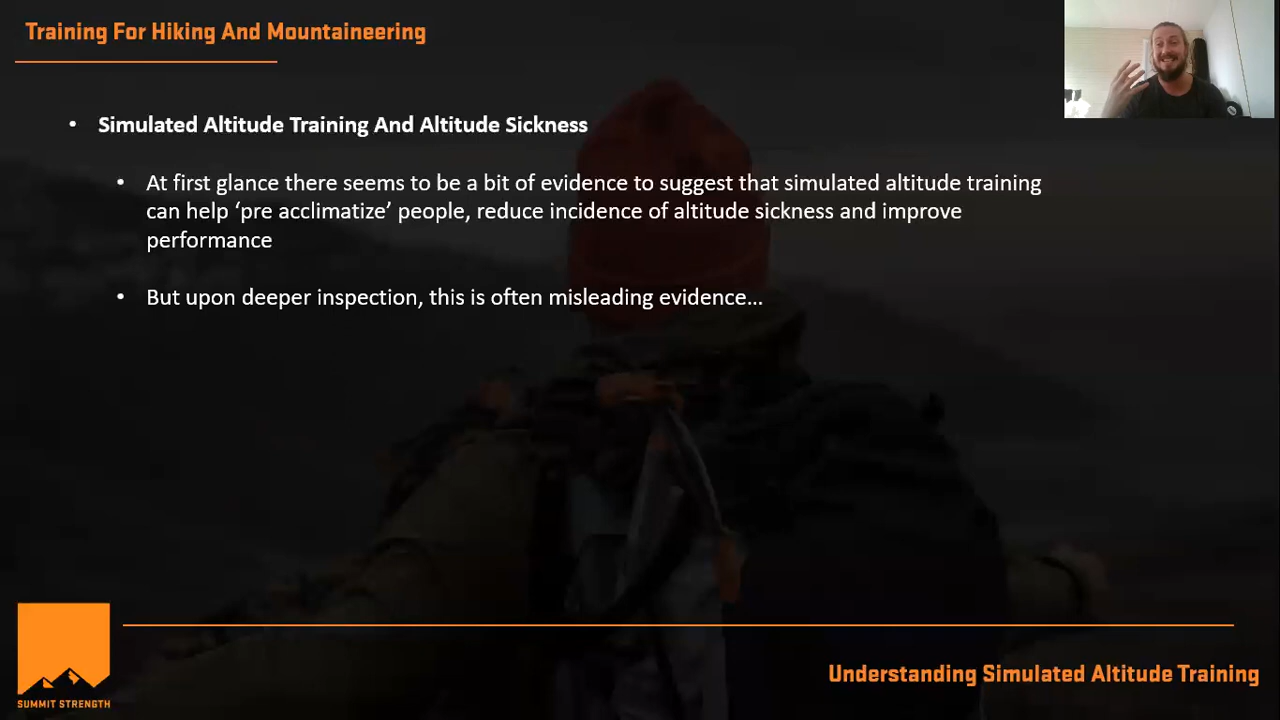 Training For Hiking And Mountaineering
• Simulated Altitude Training And Altitude Sickness
• At first glance there seems to be a bit of evidence to suggest that simulated altitude training
can help ‘pre acclimatize’ people, reduce incidence of altitude sickness and improve
performance
• But upon deeper inspection, this is often misleading evidence...
SUMMIT STRENGTH
Understanding Simulated Altitude Training